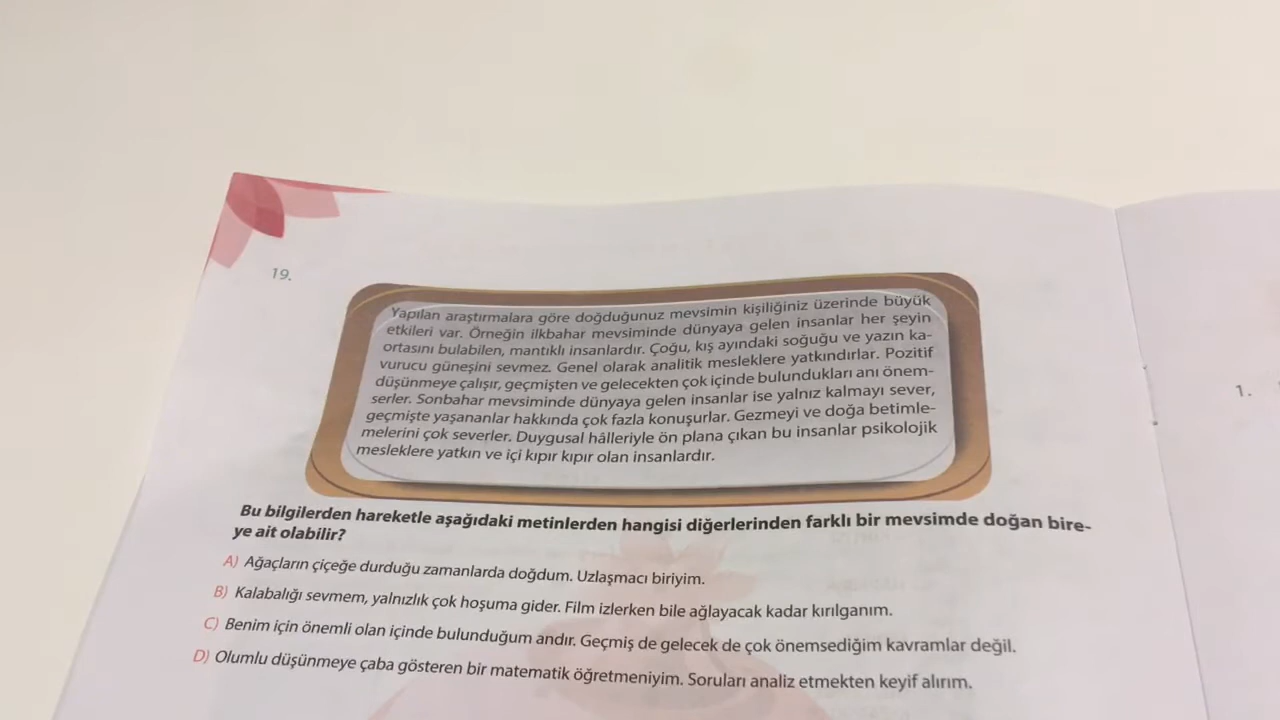 19.
Yapılan araştırmalara göre doğduğunuz mevsimin kişiliğiniz üzerinde büyük
etkileri var. Örneğin ilkbahar mevsiminde dünyaya gelen insanlar her şeyin
ortasını bulabilen, mantıklı insanlardır. Çoğu, kış ayındaki soğuğu ve yazın ka-
vurucu güneşini sevmez. Genel olarak analitik mesleklere yatkındırlar. Pozitif
düşünmeye çalışır, geçmişten ve gelecekten çok içinde bulundukları anı önem-
serler. Sonbahar mevsiminde dünyaya gelen insanlar ise yalnız kalmayı sever,
geçmişte yaşananlar hakkında çok fazla konuşurlar. Gezmeyi ve doğa betimle-
melerini çok severler. Duygusal hâlleriyle ön plana çıkan bu insanlar psikolojik
mesleklere yatkın ve içi kıpır kıpır olan insanlardır.
Bu bilgilerden hareketle aşağıdaki metinlerden hangisi diğerlerinden farklı bir mevsimde doğan bire-
ye ait olabilir?
A) Ağaçların çiçeğe durduğu zamanlarda doğdum. Uzlaşmacı biriyim.
B) Kalabalığı sevmem, yalnızlık çok hoşuma gider. Film izlerken bile ağlayacak kadar kırılganım.
C) Benim için önemli olan içinde bulunduğum andır. Geçmiş de gelecek de çok önemsediğim kavramlar değil.
D) Olumlu düşünmeye çaba gösteren bir matematik öğretmeniyim. Soruları analiz etmekten keyif alırım.
1.